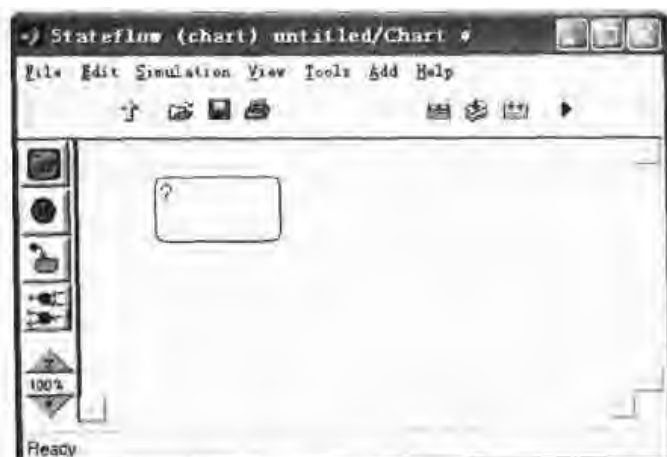 Stateflow (chart) untitled/Chart *
File Edit Simulation View Tools Add Help
?
100%
Ready